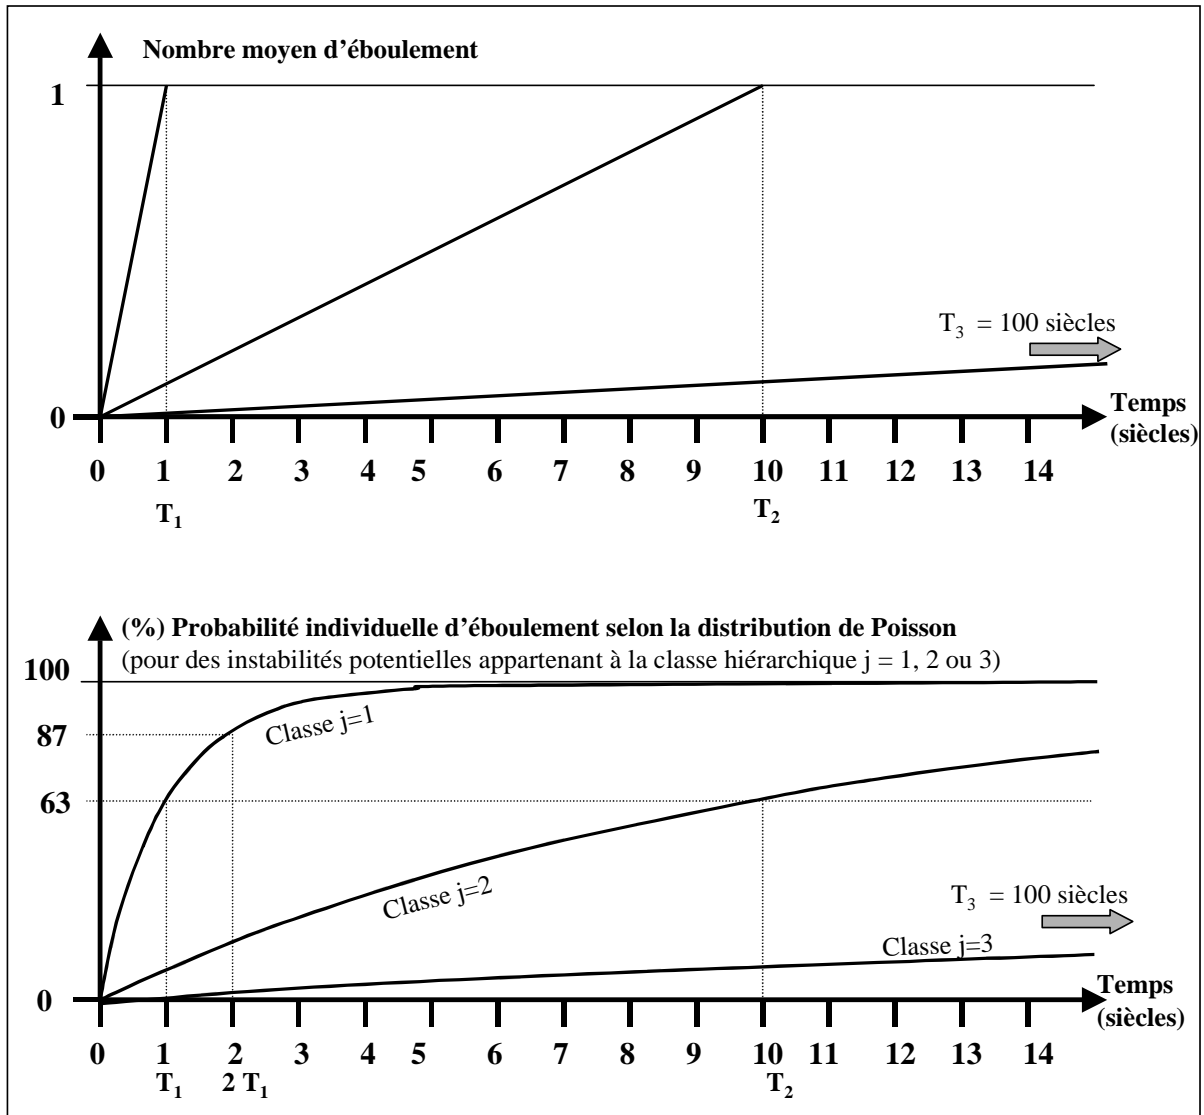 Nombre moyen d'éboulement
1
T₃ = 100 siècles
0
Temps
(siècles)
0 1 2 3 4 5 6 7 8 9 10 11 12 13 14
T₁ T₂
(%) Probabilité individuelle d'éboulement selon la distribution de Poisson
(pour des instabilités potentielles appartenant à la classe hiérarchique j = 1, 2 ou 3)
100
Classe j=1
87
63
Classe j=2
T₃ = 100 siècles
Classe j=3
0
Temps
(siècles)
0 1 2 3 4 5 6 7 8 9 10 11 12 13 14
T₁ 2 T₁ T₂